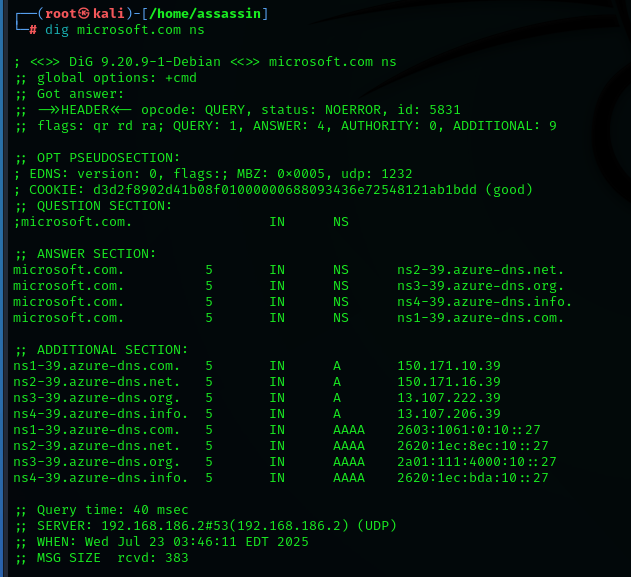 ┌──(root㉿kali)-[/home/assassin]
└─# dig microsoft.com ns
; <<>> DiG 9.20.9-1-Debian <<>> microsoft.com ns
;; global options: +cmd
;; Got answer:
;; ->>HEADER<<- opcode: QUERY, status: NOERROR, id: 5831
;; flags: qr rd ra; QUERY: 1, ANSWER: 4, AUTHORITY: 0, ADDITIONAL: 9
;; OPT PSEUDOSECTION:
; EDNS: version: 0, flags:; MBZ: 0x0005, udp: 1232
; COOKIE: d3d2f8902d41b08f01000000688093436e72548121ab1bdd (good)
;; QUESTION SECTION:
;microsoft.com. IN NS
;; ANSWER SECTION:
microsoft.com. 5 IN NS ns2-39.azure-dns.net.
microsoft.com. 5 IN NS ns3-39.azure-dns.org.
microsoft.com. 5 IN NS ns4-39.azure-dns.info.
microsoft.com. 5 IN NS ns1-39.azure-dns.com.
;; ADDITIONAL SECTION:
ns1-39.azure-dns.com. 5 IN A 150.171.10.39
ns2-39.azure-dns.net. 5 IN A 150.171.16.39
ns3-39.azure-dns.org. 5 IN A 13.107.222.39
ns4-39.azure-dns.info. 5 IN A 13.107.206.39
ns1-39.azure-dns.com. 5 IN AAAA 2603:1061:0:10::27
ns2-39.azure-dns.net. 5 IN AAAA 2620:1ec:8ec:10::27
ns3-39.azure-dns.org. 5 IN AAAA 2a01:111:4000:10::27
ns4-39.azure-dns.info. 5 IN AAAA 2620:1ec:bda:10::27
;; Query time: 40 msec
;; SERVER: 192.168.186.2#53(192.168.186.2) (UDP)
;; WHEN: Wed Jul 23 03:46:11 EDT 2025
;; MSG SIZE rcvd: 383